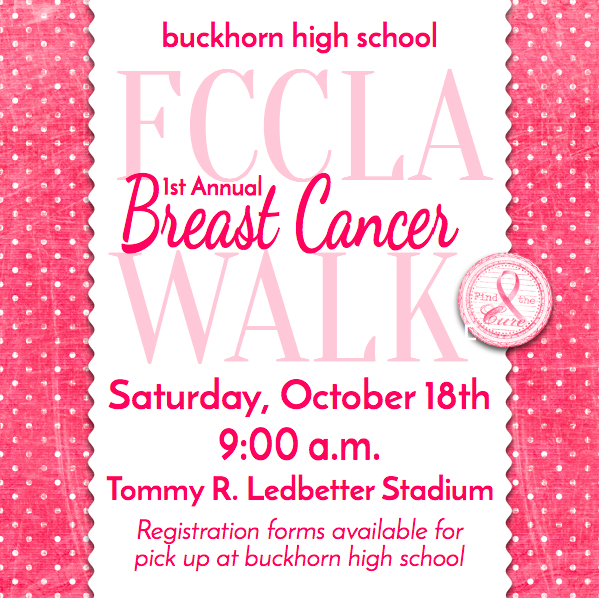 buckhorn high school
FCCLA
1st Annual
Breast Cancer
WALK
Find the
Cure
Saturday, October 18th
9:00 a.m.
Tommy R. Ledbetter Stadium
Registration forms available for
pick up at buckhorn high school